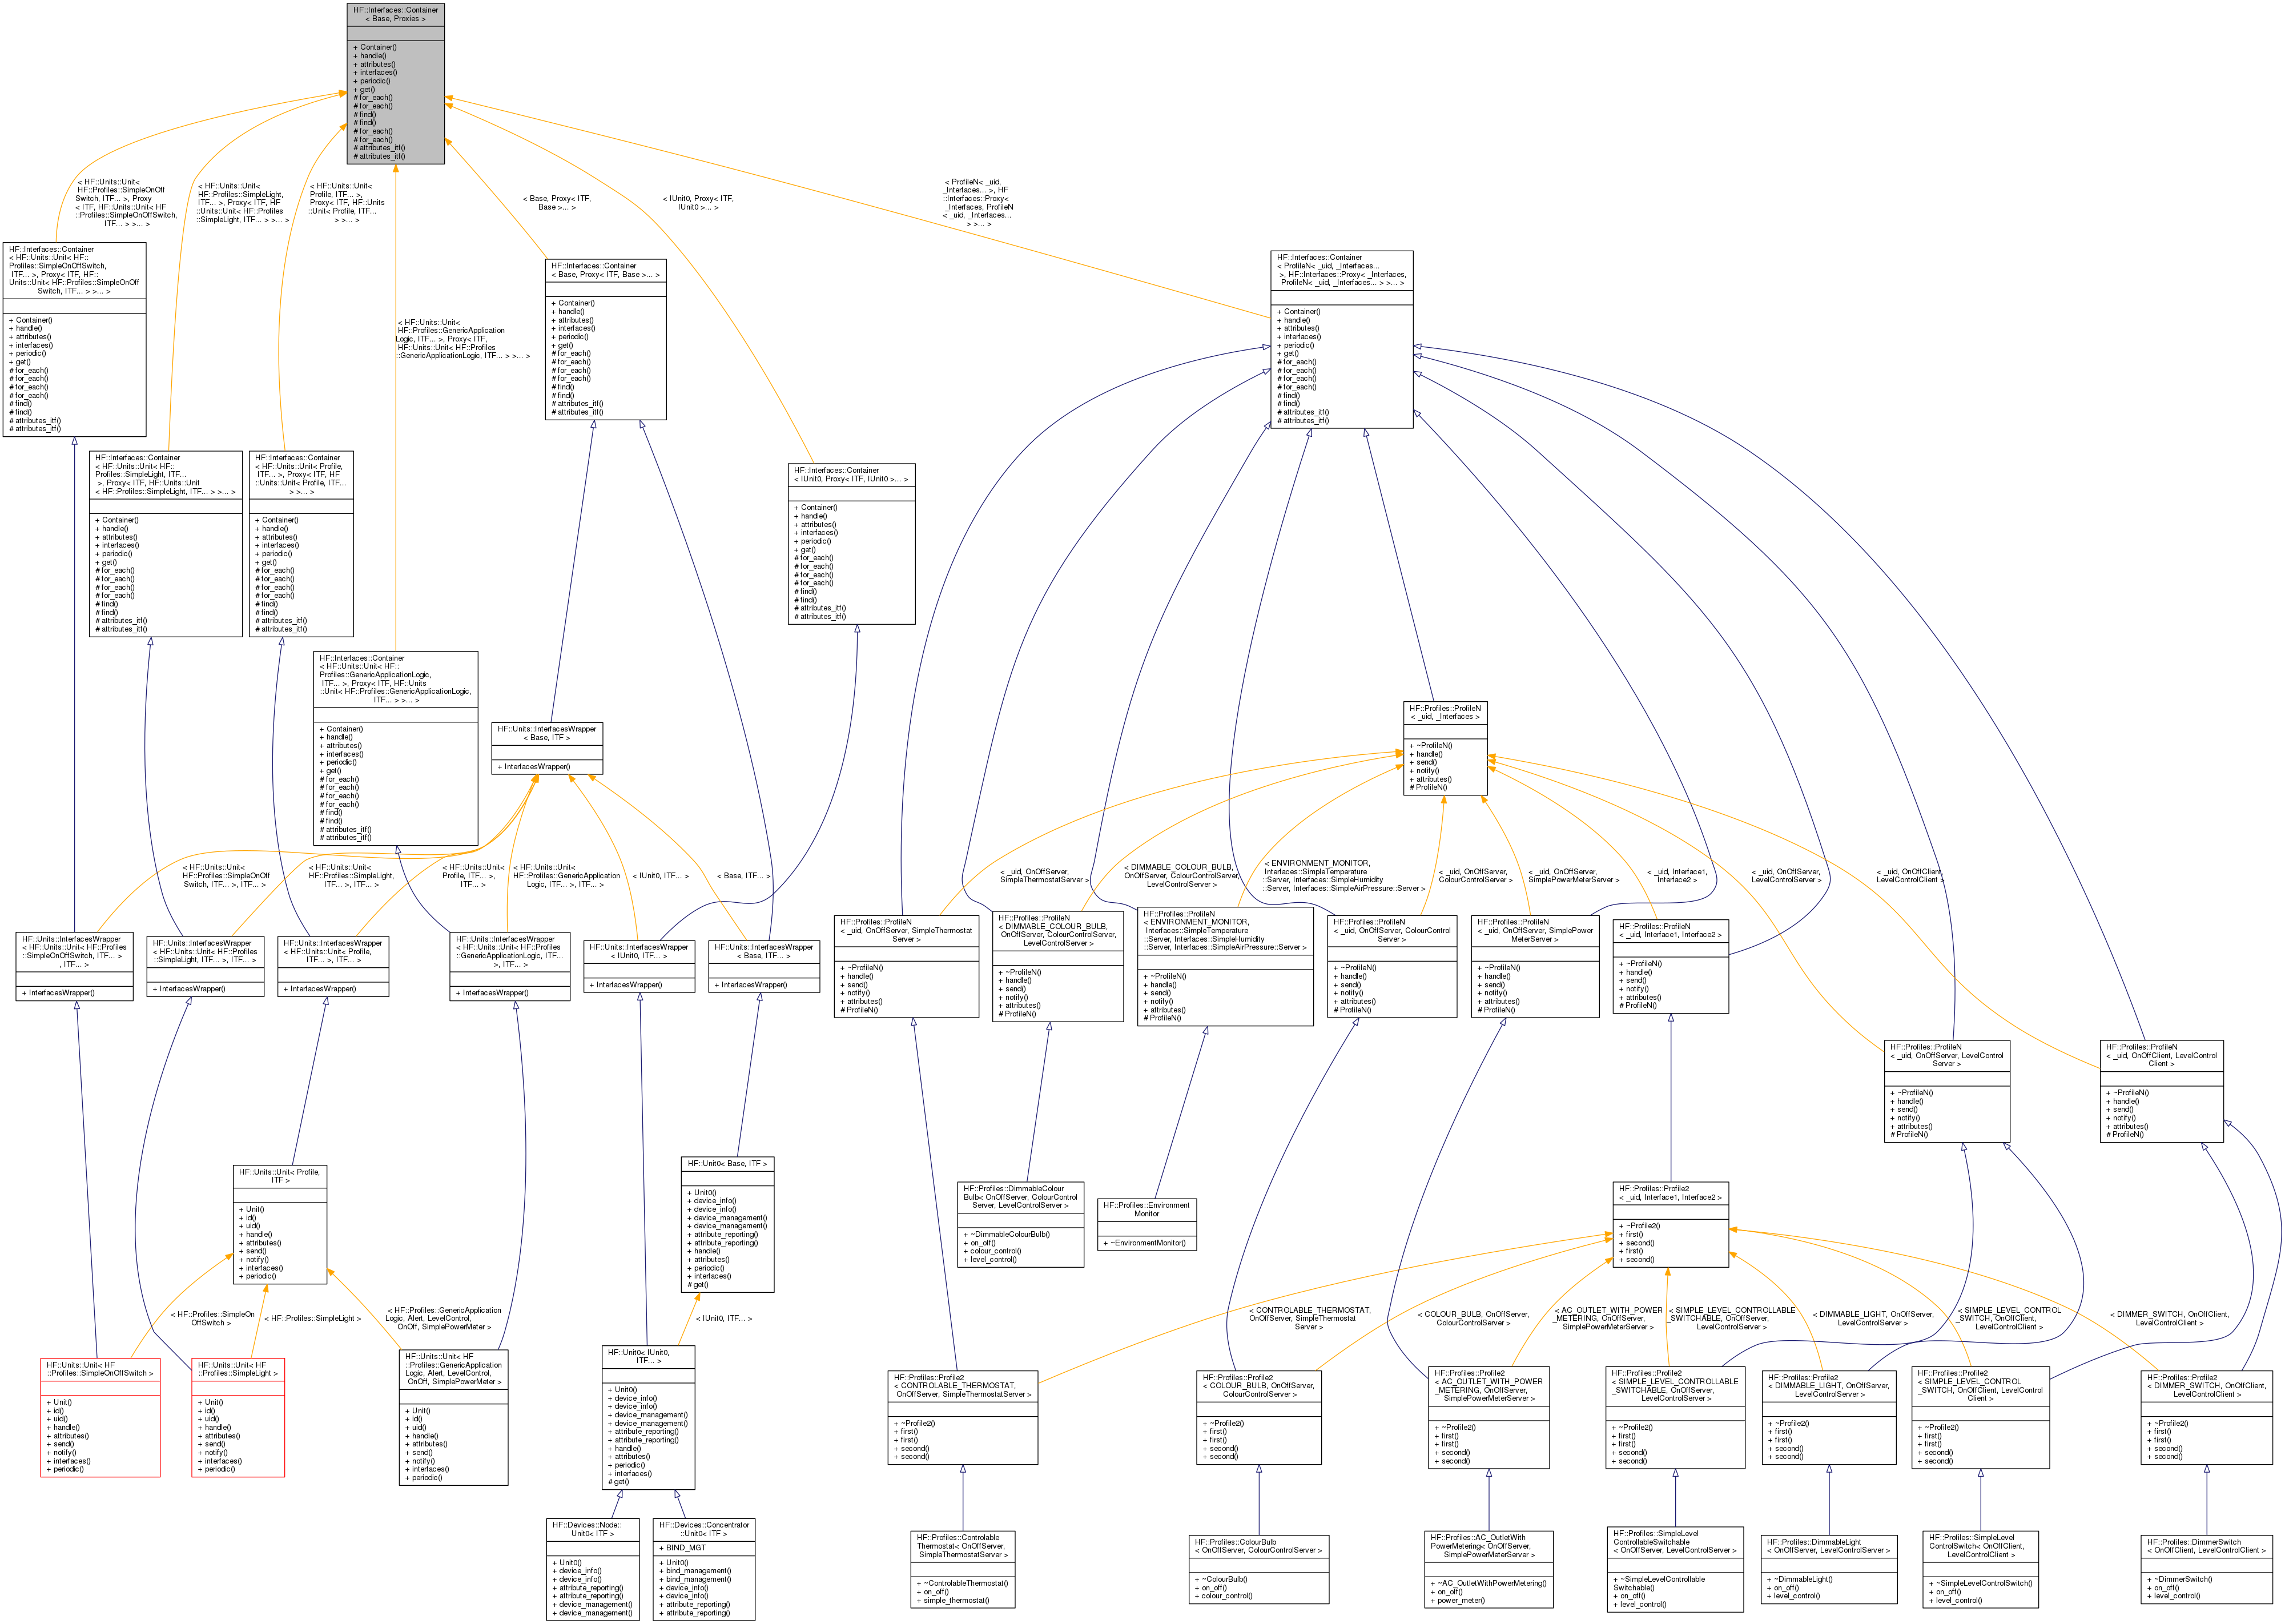 HF::Interfaces::Container
< Base, Proxies >
+ Container()
+ handle()
+ attributes()
+ interfaces()
+ periodic()
+ get()
# for_each()
# for_each()
# find()
# find()
# for_each()
# for_each()
# attributes_itf()
# attributes_itf()
< HF::Units::Unit<
HF::Profiles::SimpleOnOff
Switch, ITF... >, Proxy
< ITF, HF::Units::Unit< HF
::Profiles::SimpleOnOffSwitch,
ITF... > >... >
< HF::Units::Unit<
HF::Profiles::SimpleLight,
ITF... >, Proxy< ITF, HF
::Units::Unit< HF::Profiles
::SimpleLight, ITF... > >... >
< HF::Units::Unit<
Profile, ITF... >,
Proxy< ITF, HF::Units
::Unit< Profile, ITF...
> >... >
< HF::Units::Unit<
HF::Profiles::GenericApplication
Logic, ITF... >, Proxy< ITF,
HF::Units::Unit< HF::Profiles
::GenericApplicationLogic, ITF... > >... >
< Base, Proxy< ITF,
Base >... >
< IUnit0, Proxy< ITF,
IUnit0 >... >
< ProfileN< _uid,
_Interfaces... >, HF
::Interfaces::Proxy<
_Interfaces, ProfileN
< _uid, _Interfaces...
> >... >
HF::Interfaces::Container
< HF::Units::Unit< HF::
Profiles::SimpleOnOffSwitch,
ITF... >, Proxy< ITF, HF::
Units::Unit< HF::Profiles::SimpleOnOff
Switch, ITF... > >... >
+ Container()
+ handle()
+ attributes()
+ interfaces()
+ periodic()
+ get()
# for_each()
# for_each()
# for_each()
# for_each()
# find()
# find()
# attributes_itf()
# attributes_itf()
HF::Interfaces::Container
< Base, Proxy< ITF, Base >... >
+ Container()
+ handle()
+ attributes()
+ interfaces()
+ periodic()
+ get()
# for_each()
# for_each()
# for_each()
# for_each()
# find()
# find()
# attributes_itf()
# attributes_itf()
HF::Interfaces::Container
< ProfileN< _uid, _Interfaces...
>, HF::Interfaces::Proxy< _Interfaces,
ProfileN< _uid, _Interfaces... > >... >
+ Container()
+ handle()
+ attributes()
+ interfaces()
+ periodic()
+ get()
# for_each()
# for_each()
# for_each()
# for_each()
# find()
# find()
# attributes_itf()
# attributes_itf()
HF::Interfaces::Container
< HF::Units::Unit< HF::
Profiles::SimpleLight, ITF...
>, Proxy< ITF, HF::Units::Unit
< HF::Profiles::SimpleLight, ITF... > >... >
+ Container()
+ handle()
+ attributes()
+ interfaces()
+ periodic()
+ get()
# for_each()
# for_each()
# for_each()
# for_each()
# find()
# find()
# attributes_itf()
# attributes_itf()
HF::Interfaces::Container
< HF::Units::Unit< Profile,
ITF... >, Proxy< ITF, HF
::Units::Unit< Profile, ITF...
> >... >
+ Container()
+ handle()
+ attributes()
+ interfaces()
+ periodic()
+ get()
# for_each()
# for_each()
# for_each()
# for_each()
# find()
# find()
# attributes_itf()
# attributes_itf()
HF::Interfaces::Container
< IUnit0, Proxy< ITF, IUnit0 >... >
+ Container()
+ handle()
+ attributes()
+ interfaces()
+ periodic()
+ get()
# for_each()
# for_each()
# for_each()
# for_each()
# find()
# find()
# attributes_itf()
# attributes_itf()
HF::Interfaces::Container
< HF::Units::Unit< HF::
Profiles::GenericApplicationLogic,
ITF... >, Proxy< ITF, HF::Units
::Unit< HF::Profiles::GenericApplicationLogic,
ITF... > >... >
+ Container()
+ handle()
+ attributes()
+ interfaces()
+ periodic()
+ get()
# for_each()
# for_each()
# for_each()
# for_each()
# find()
# find()
# attributes_itf()
# attributes_itf()
HF::Units::InterfacesWrapper
< Base, ITF >
+ InterfacesWrapper()
HF::Profiles::ProfileN
< _uid, _Interfaces >
+ ~ProfileN()
+ handle()
+ send()
+ notify()
+ attributes()
# ProfileN()
< HF::Units::Unit<
HF::Profiles::SimpleOnOff
Switch, ITF... >, ITF... >
< HF::Units::Unit<
HF::Profiles::SimpleLight,
ITF... >, ITF... >
< HF::Units::Unit<
Profile, ITF... >,
ITF... >
< HF::Units::Unit<
HF::Profiles::GenericApplication
Logic, ITF... >, ITF... >
< IUnit0, ITF... >
< Base, ITF... >
< _uid, OnOffServer,
SimpleThermostatServer >
< DIMMABLE_COLOUR_BULB,
OnOffServer, ColourControlServer,
LevelControlServer >
< ENVIRONMENT_MONITOR,
Interfaces::SimpleTemperature
::Server, Interfaces::SimpleHumidity
::Server, Interfaces::SimpleAirPressure::Server >
< _uid, OnOffServer,
ColourControlServer >
< _uid, OnOffServer,
SimplePowerMeterServer >
< _uid, Interface1,
Interface2 >
< _uid, OnOffServer,
LevelControlServer >
< _uid, OnOffClient,
LevelControlClient >
HF::Units::InterfacesWrapper
< HF::Units::Unit< HF::Profiles
::SimpleOnOffSwitch, ITF... >
, ITF... >
+ InterfacesWrapper()
HF::Units::InterfacesWrapper
< HF::Units::Unit< HF::Profiles
::SimpleLight, ITF... >, ITF... >
+ InterfacesWrapper()
HF::Units::InterfacesWrapper
< HF::Units::Unit< Profile,
ITF... >, ITF... >
+ InterfacesWrapper()
HF::Units::InterfacesWrapper
< HF::Units::Unit< HF::Profiles
::GenericApplicationLogic, ITF...
>, ITF... >
+ InterfacesWrapper()
HF::Units::InterfacesWrapper
< IUnit0, ITF... >
+ InterfacesWrapper()
HF::Units::InterfacesWrapper
< Base, ITF... >
+ InterfacesWrapper()
HF::Profiles::ProfileN
< _uid, OnOffServer, SimpleThermostat
Server >
+ ~ProfileN()
+ handle()
+ send()
+ notify()
+ attributes()
# ProfileN()
HF::Profiles::ProfileN
< DIMMABLE_COLOUR_BULB,
OnOffServer, ColourControlServer,
LevelControlServer >
+ ~ProfileN()
+ handle()
+ send()
+ notify()
+ attributes()
# ProfileN()
HF::Profiles::ProfileN
< ENVIRONMENT_MONITOR,
Interfaces::SimpleTemperature
::Server, Interfaces::SimpleHumidity
::Server, Interfaces::SimpleAirPressure::Server >
+ ~ProfileN()
+ handle()
+ send()
+ notify()
+ attributes()
# ProfileN()
HF::Profiles::ProfileN
< _uid, OnOffServer, ColourControl
Server >
+ ~ProfileN()
+ handle()
+ send()
+ notify()
+ attributes()
# ProfileN()
HF::Profiles::ProfileN
< _uid, OnOffServer, SimplePower
MeterServer >
+ ~ProfileN()
+ handle()
+ send()
+ notify()
+ attributes()
# ProfileN()
HF::Profiles::ProfileN
< _uid, Interface1, Interface2 >
+ ~ProfileN()
+ handle()
+ send()
+ notify()
+ attributes()
# ProfileN()
HF::Profiles::ProfileN
< _uid, OnOffServer, LevelControl
Server >
+ ~ProfileN()
+ handle()
+ send()
+ notify()
+ attributes()
# ProfileN()
HF::Profiles::ProfileN
< _uid, OnOffClient, LevelControl
Client >
+ ~ProfileN()
+ handle()
+ send()
+ notify()
+ attributes()
# ProfileN()
HF::Units::Unit< Profile,
ITF >
+ Unit()
+ id()
+ uid()
+ handle()
+ attributes()
+ send()
+ notify()
+ interfaces()
+ periodic()
HF::Unit0< Base, ITF >
+ Unit0()
+ device_info()
+ device_info()
+ device_management()
+ device_management()
+ attribute_reporting()
+ attribute_reporting()
+ handle()
+ attributes()
+ periodic()
+ interfaces()
# get()
HF::Profiles::DimmableColour
Bulb< OnOffServer, ColourControl
Server, LevelControlServer >
+ ~DimmableColourBulb()
+ on_off()
+ colour_control()
+ level_control()
HF::Profiles::Environment
Monitor
+ ~EnvironmentMonitor()
HF::Profiles::Profile2
< _uid, Interface1, Interface2 >
+ ~Profile2()
+ first()
+ second()
+ first()
+ second()
< HF::Profiles::SimpleOn
OffSwitch >
< HF::Profiles::SimpleLight >
< HF::Profiles::GenericApplication
Logic, Alert, LevelControl,
OnOff, SimplePowerMeter >
< IUnit0, ITF... >
< CONTROLABLE_THERMOSTAT,
OnOffServer, SimpleThermostat
Server >
< COLOUR_BULB, OnOffServer,
ColourControlServer >
< AC_OUTLET_WITH_POWER
_METERING, OnOffServer,
SimplePowerMeterServer >
< SIMPLE_LEVEL_CONTROLLABLE
_SWITCHABLE, OnOffServer,
LevelControlServer >
< DIMMABLE_LIGHT, OnOffServer,
LevelControlServer >
< SIMPLE_LEVEL_CONTROL
_SWITCH, OnOffClient,
LevelControlClient >
< DIMMER_SWITCH, OnOffClient,
LevelControlClient >
HF::Units::Unit< HF
::Profiles::SimpleOnOffSwitch >
+ Unit()
+ id()
+ uid()
+ handle()
+ attributes()
+ send()
+ notify()
+ interfaces()
+ periodic()
HF::Units::Unit< HF
::Profiles::SimpleLight >
+ Unit()
+ id()
+ uid()
+ handle()
+ attributes()
+ send()
+ notify()
+ interfaces()
+ periodic()
HF::Units::Unit< HF
::Profiles::GenericApplication
Logic, Alert, LevelControl,
OnOff, SimplePowerMeter >
+ Unit()
+ id()
+ uid()
+ handle()
+ attributes()
+ send()
+ notify()
+ interfaces()
+ periodic()
HF::Unit0< IUnit0,
ITF... >
+ Unit0()
+ device_info()
+ device_info()
+ device_management()
+ device_management()
+ attribute_reporting()
+ attribute_reporting()
+ handle()
+ attributes()
+ periodic()
+ interfaces()
# get()
HF::Profiles::Profile2
< CONTROLABLE_THERMOSTAT,
OnOffServer, SimpleThermostatServer >
+ ~Profile2()
+ first()
+ first()
+ second()
+ second()
HF::Profiles::Profile2
< COLOUR_BULB, OnOffServer,
ColourControlServer >
+ ~Profile2()
+ first()
+ first()
+ second()
+ second()
HF::Profiles::Profile2
< AC_OUTLET_WITH_POWER
_METERING, OnOffServer,
SimplePowerMeterServer >
+ ~Profile2()
+ first()
+ first()
+ second()
+ second()
HF::Profiles::Profile2
< SIMPLE_LEVEL_CONTROLLABLE
_SWITCHABLE, OnOffServer,
LevelControlServer >
+ ~Profile2()
+ first()
+ first()
+ second()
+ second()
HF::Profiles::Profile2
< DIMMABLE_LIGHT, OnOffServer,
LevelControlServer >
+ ~Profile2()
+ first()
+ first()
+ second()
+ second()
HF::Profiles::Profile2
< SIMPLE_LEVEL_CONTROL
_SWITCH, OnOffClient, LevelControl
Client >
+ ~Profile2()
+ first()
+ first()
+ second()
+ second()
HF::Profiles::Profile2
< DIMMER_SWITCH, OnOffClient,
LevelControlClient >
+ ~Profile2()
+ first()
+ first()
+ second()
+ second()
HF::Devices::Node::
Unit0< ITF >
+ Unit0()
+ device_info()
+ device_info()
+ attribute_reporting()
+ attribute_reporting()
+ device_management()
+ device_management()
HF::Devices::Concentrator
::Unit0< ITF >
+ BIND_MGT
+ Unit0()
+ bind_management()
+ bind_management()
+ device_info()
+ device_info()
+ attribute_reporting()
+ attribute_reporting()
HF::Profiles::Controlable
Thermostat< OnOffServer,
SimpleThermostatServer >
+ ~ControlableThermostat()
+ on_off()
+ simple_thermostat()
HF::Profiles::ColourBulb
< OnOffServer, ColourControlServer >
+ ~ColourBulb()
+ on_off()
+ colour_control()
HF::Profiles::AC_OutletWith
PowerMetering< OnOffServer,
SimplePowerMeterServer >
+ ~AC_OutletWithPowerMetering()
+ on_off()
+ power_meter()
HF::Profiles::SimpleLevel
ControllableSwitchable
< OnOffServer, LevelControlServer >
+ ~SimpleLevelControllable
Switchable()
+ on_off()
+ level_control()
HF::Profiles::DimmableLight
< OnOffServer, LevelControlServer >
+ ~DimmableLight()
+ on_off()
+ level_control()
HF::Profiles::SimpleLevel
ControlSwitch< OnOffClient,
LevelControlClient >
+ ~SimpleLevelControlSwitch()
+ on_off()
+ level_control()
HF::Profiles::DimmerSwitch
< OnOffClient, LevelControlClient >
+ ~DimmerSwitch()
+ on_off()
+ level_control()